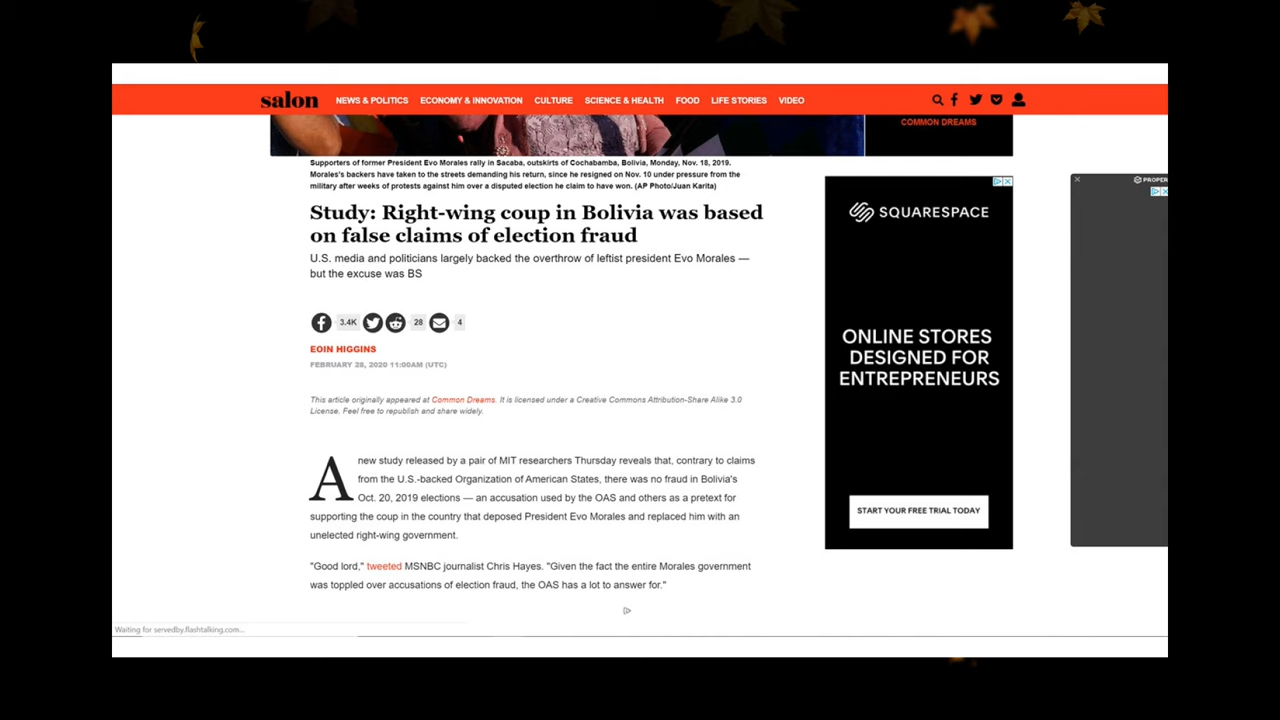 salon
NEWS & POLITICS ECONOMY & INNOVATION CULTURE SCIENCE & HEALTH FOOD LIFE STORIES VIDEO
COMMON DREAMS
Supporters of former President Evo Morales rally in Sacaba, outskirts of Cochabamba, Bolivia, Monday, Nov. 18, 2019.
Morales's backers have taken to the streets demanding his return, since he resigned on Nov. 10 under pressure from the
military after weeks of protests against him over a disputed election he claim to have won. (AP Photo/Juan Karita)
Study: Right-wing coup in Bolivia was based
on false claims of election fraud
U.S. media and politicians largely backed the overthrow of leftist president Evo Morales —
but the excuse was BS
3.4K 28 4
EOIN HIGGINS
FEBRUARY 28, 2020 11:00AM (UTC)
This article originally appeared at Common Dreams. It is licensed under a Creative Commons Attribution-Share Alike 3.0
License. Feel free to republish and share widely.
A new study released by a pair of MIT researchers Thursday reveals that, contrary to claims
from the U.S.-backed Organization of American States, there was no fraud in Bolivia's
Oct. 20, 2019 elections — an accusation used by the OAS and others as a pretext for
supporting the coup in the country that deposed President Evo Morales and replaced him with an
unelected right-wing government.
"Good lord," tweeted MSNBC journalist Chris Hayes. "Given the fact the entire Morales government
was toppled over accusations of election fraud, the OAS has a lot to answer for."
SQUARESPACE
ONLINE STORES
DESIGNED FOR
ENTREPRENEURS
START YOUR FREE TRIAL TODAY
PROPER
Waiting for servedby.flashtalking.com...